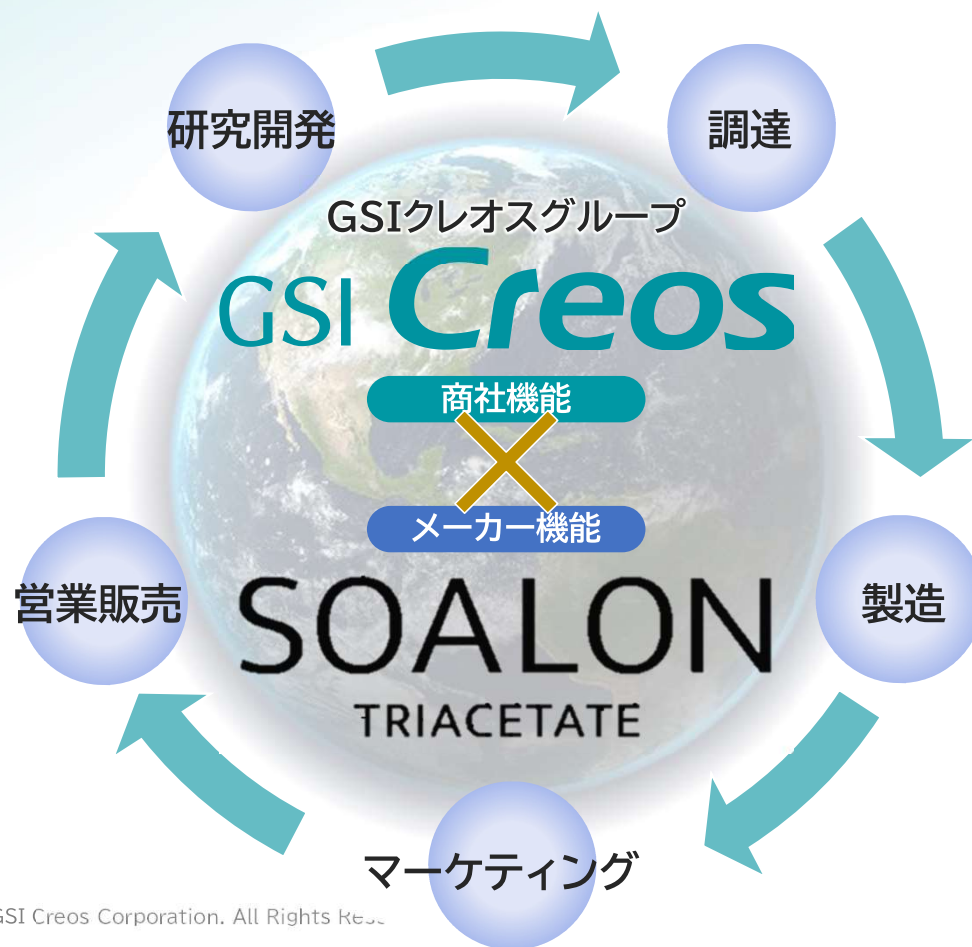 研究開発
調達
GSIクレオスグループ
GSI Creos
商社機能
メーカー機能
営業販売
製造
SOALON
TRIACETATE
マーケティング
GSI Creos Corporation. All Rights